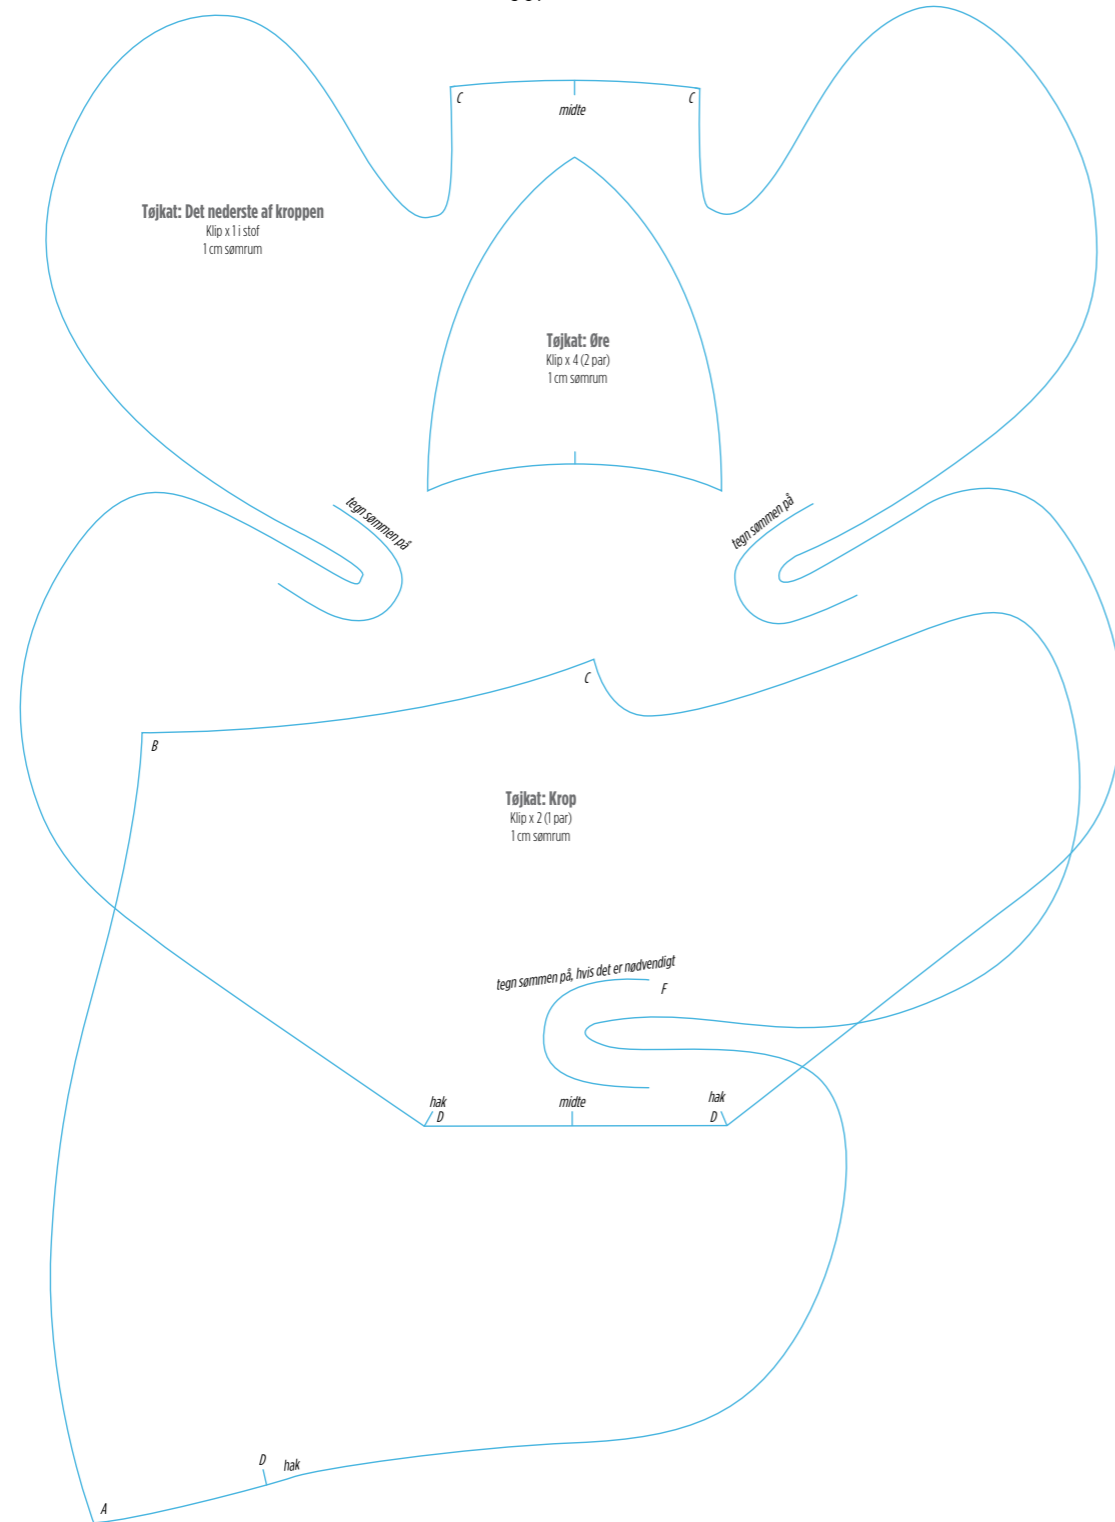 C
midte
C
Tøjkat: Det nederste af kroppen
Klip x 1 i stof
1 cm sømrum
Tøjkat: Øre
Klip x 4 (2 par)
1 cm sømrum
tegn sømmen på
tegn sømmen på
C
B
Tøjkat: Krop
Klip x 2 (1 par)
1 cm sømrum
tegn sømmen på, hvis det er nødvendigt
F
hak
D
midte
hak
D
D
hak
A